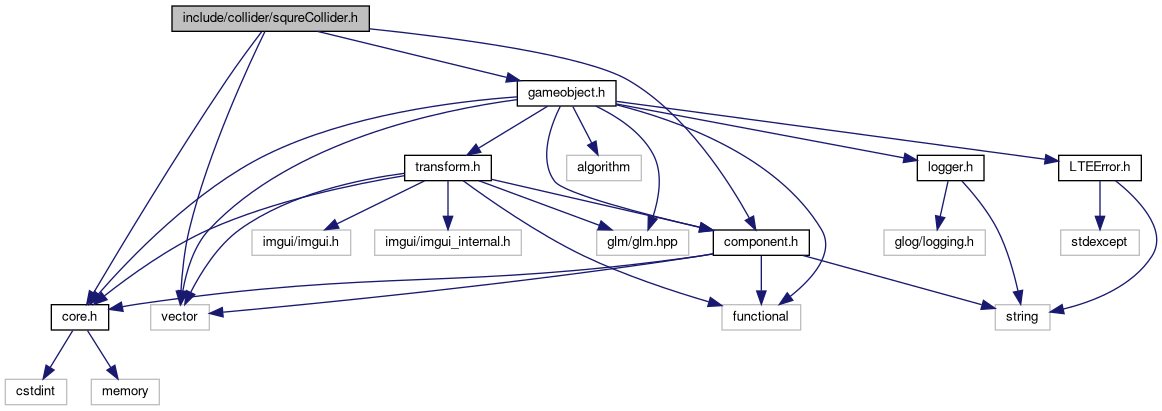 include/collider/squreCollider.h
gameobject.h
transform.h
algorithm
logger.h
LTEError.h
imgui/imgui.h
imgui/imgui_internal.h
glm/glm.hpp
component.h
glog/logging.h
stdexcept
core.h
vector
functional
string
cstdint
memory